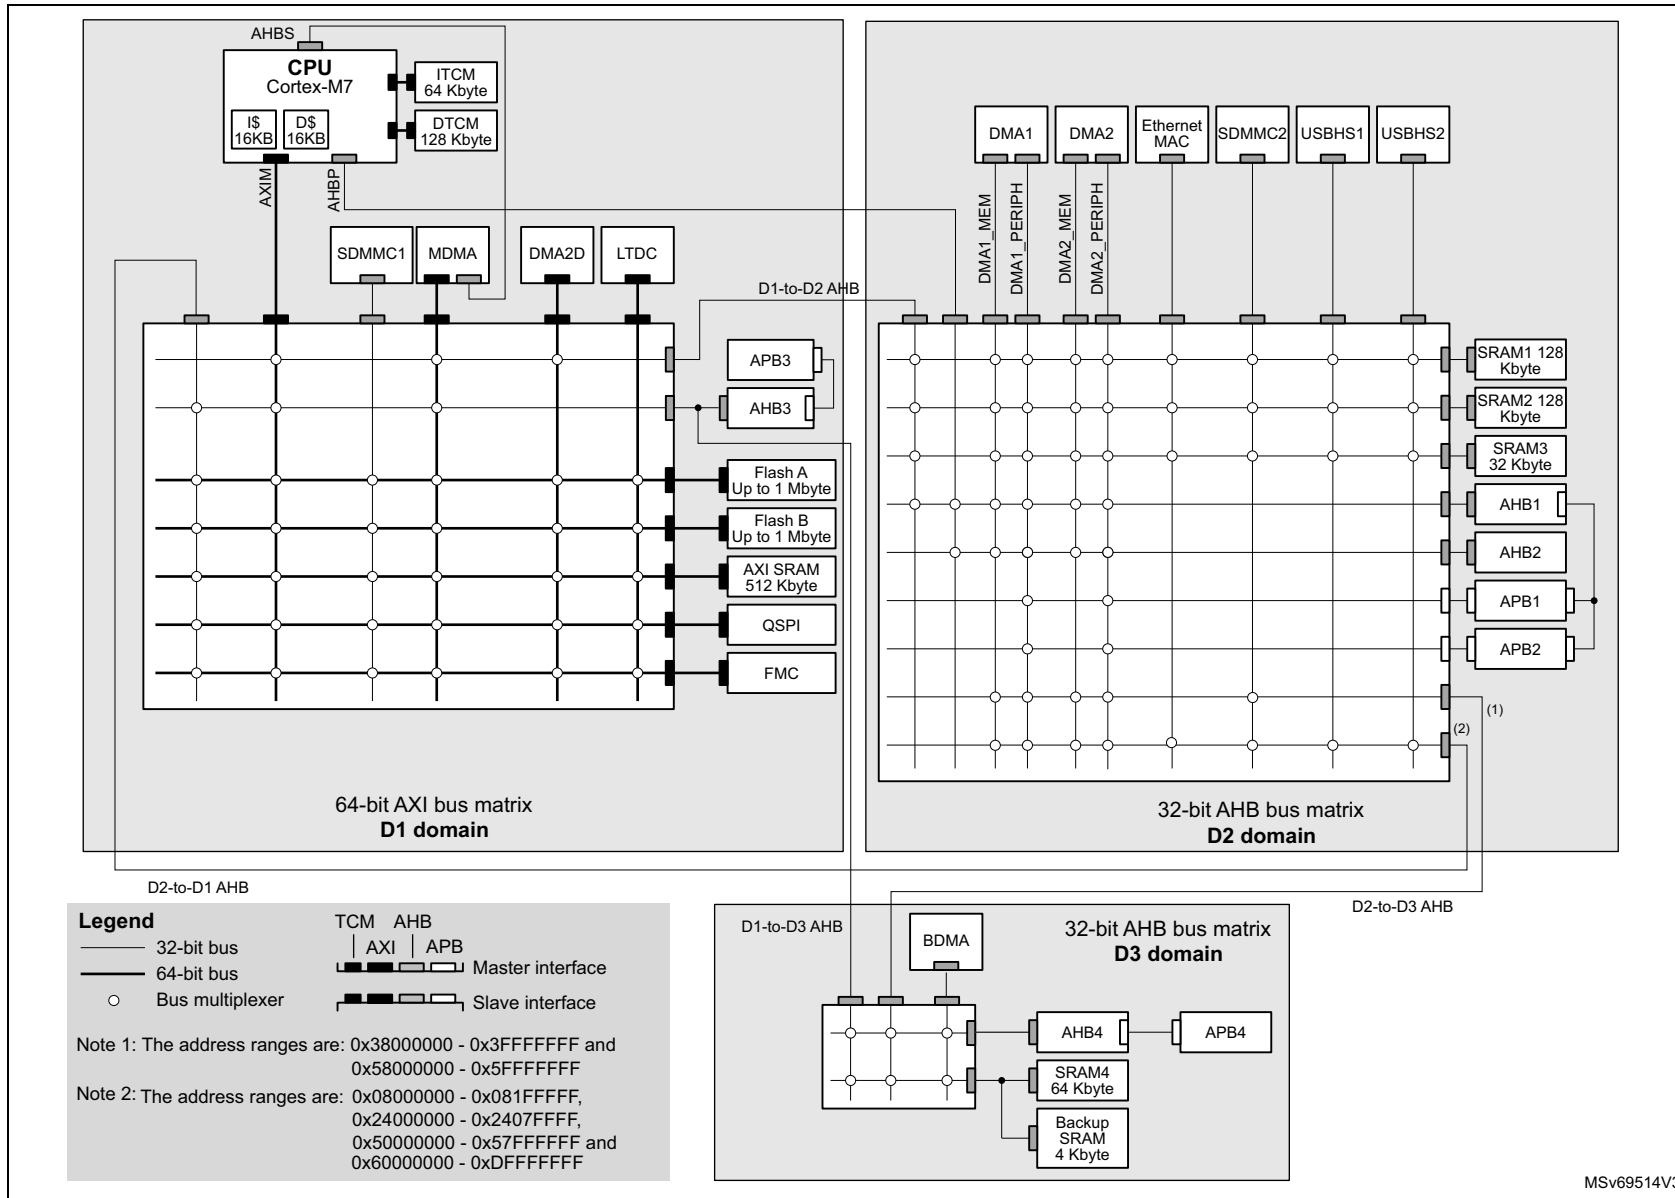 AHBS
CPU
Cortex-M7
I$
16KB
D$
16KB
ITCM
64 Kbyte
DTCM
128 Kbyte
AXIM
AHBP
SDMMC1
MDMA
DMA2D
LTDC
D1-to-D2 AHB
APB3
AHB3
Flash A
Up to 1 Mbyte
Flash B
Up to 1 Mbyte
AXI SRAM
512 Kbyte
QSPI
FMC
64-bit AXI bus matrix
D1 domain
DMA1
DMA2
Ethernet
MAC
SDMMC2
USBHS1
USBHS2
DMA1_MEM
DMA1_PERIPH
DMA2_MEM
DMA2_PERIPH
SRAM1 128
Kbyte
SRAM2 128
Kbyte
SRAM3
32 Kbyte
AHB1
AHB2
APB1
APB2
(1)
(2)
32-bit AHB bus matrix
D2 domain
D2-to-D1 AHB
D2-to-D3 AHB
D1-to-D3 AHB
BDMA
32-bit AHB bus matrix
D3 domain
AHB4
APB4
SRAM4
64 Kbyte
Backup
SRAM
4 Kbyte
Legend
32-bit bus
64-bit bus
Bus multiplexer
TCM AHB
AXI APB
Master interface
Slave interface
Note 1: The address ranges are: 0x38000000 - 0x3FFFFFFF and
0x58000000 - 0x5FFFFFFF
Note 2: The address ranges are: 0x08000000 - 0x081FFFFF,
0x24000000 - 0x2407FFFF,
0x50000000 - 0x57FFFFFF and
0x60000000 - 0xDFFFFFFF
MSv69514V3